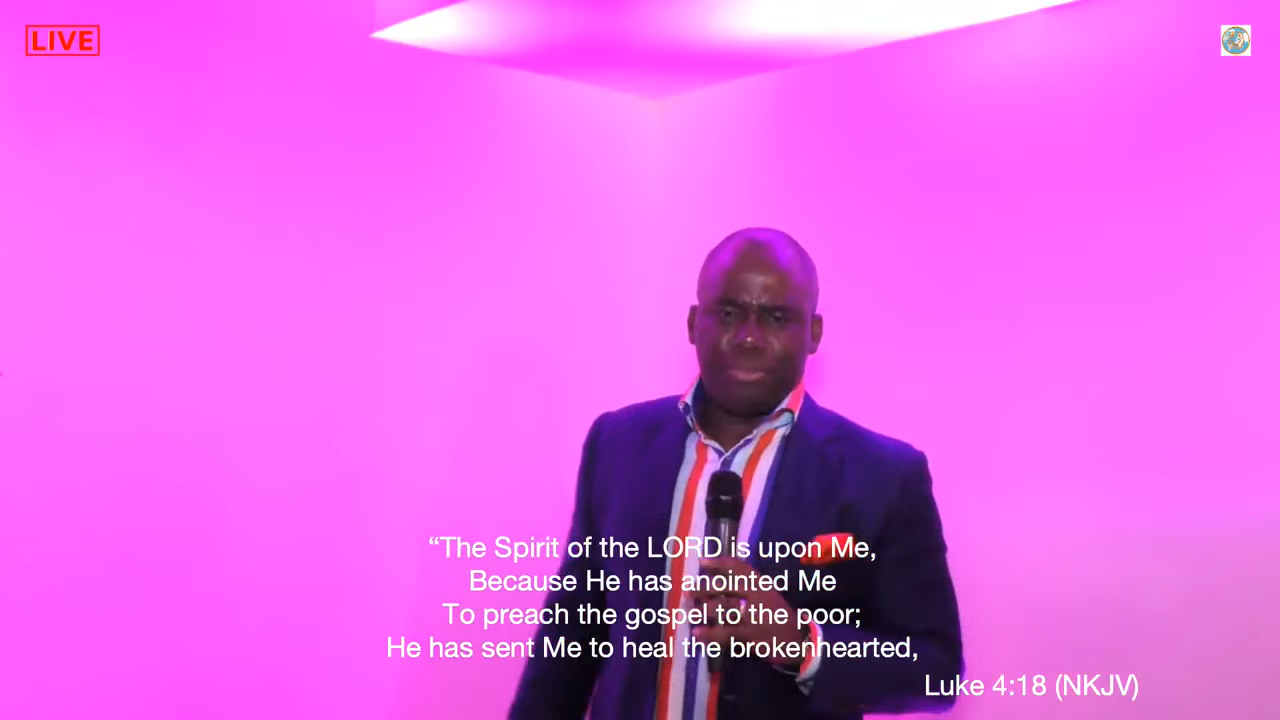 LIVE
“The Spirit of the LORD is upon Me,
Because He has anointed Me
To preach the gospel to the poor;
He has sent Me to heal the brokenhearted,
Luke 4:18 (NKJV)